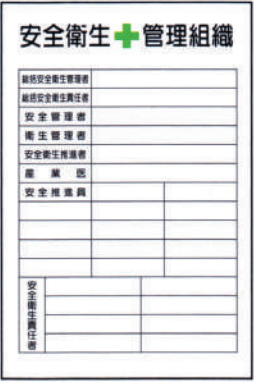 安全衛生✚管理組織
総括安全衛生管理者
統括安全衛生責任者
安全管理者
衛生管理者
安全衛生推進者
産業医
安全推進員
安全衛生責任者